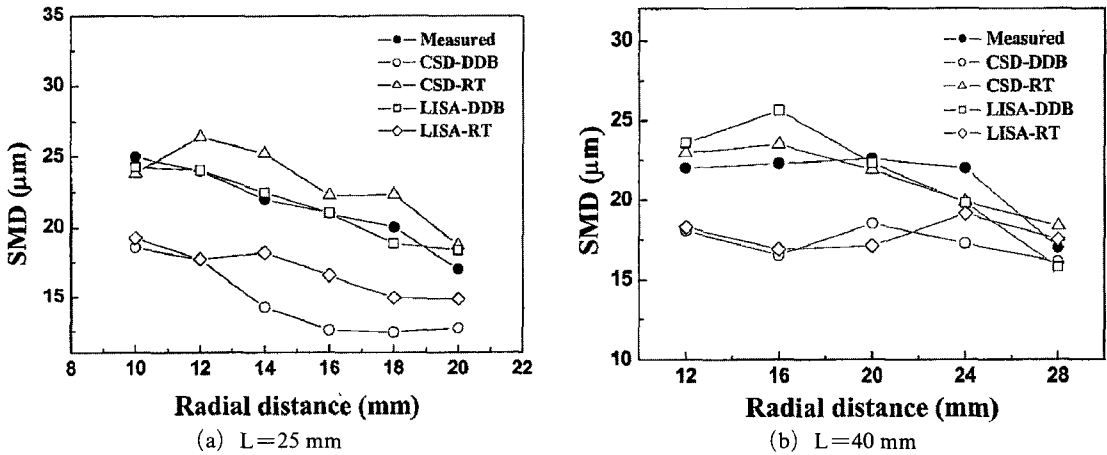 35
30
25
20
15
SMD (μm)
Measured
CSD-DDB
CSD-RT
LISA-DDB
LISA-RT
8 10 12 14 16 18 20 22
Radial distance (mm)
(a) L=25 mm
30
25
20
15
10
SMD (μm)
Measured
CSD-DDB
CSD-RT
LISA-DDB
LISA-RT
12 16 20 24 28
Radial distance (mm)
(b) L=40 mm